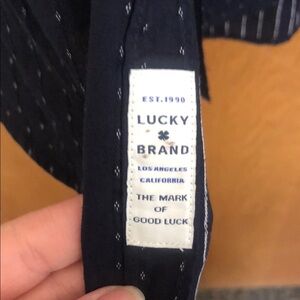 EST. 1990
LUCKY
BRAND
LOS ANGELES
CALIFORNIA
THE MARK
OF
GOOD LUCK